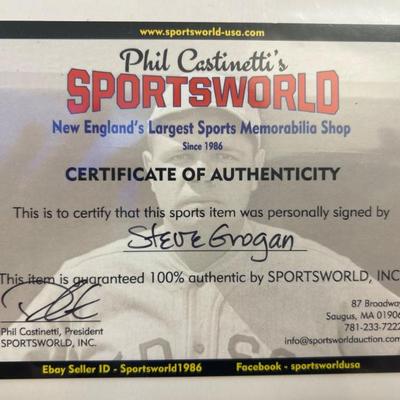 www.sportsworld-usa.com
Phil Castinetti's
SPORTSWORLD
New England's Largest Sports Memorabilia Shop
Since 1986
CERTIFICATE OF AUTHENTICITY
This is to certify that this sports item was personally signed by
Steve Grogan
This item is guaranteed 100% authentic by SPORTSWORLD, INC.
Phil Castinetti, President
SPORTSWORLD, INC.
87 Broadway
Saugus, MA 01906
781-233-7222
info@sportsworldauction.com
Ebay Seller ID - Sportsworld1986
Facebook - sportsworldusa